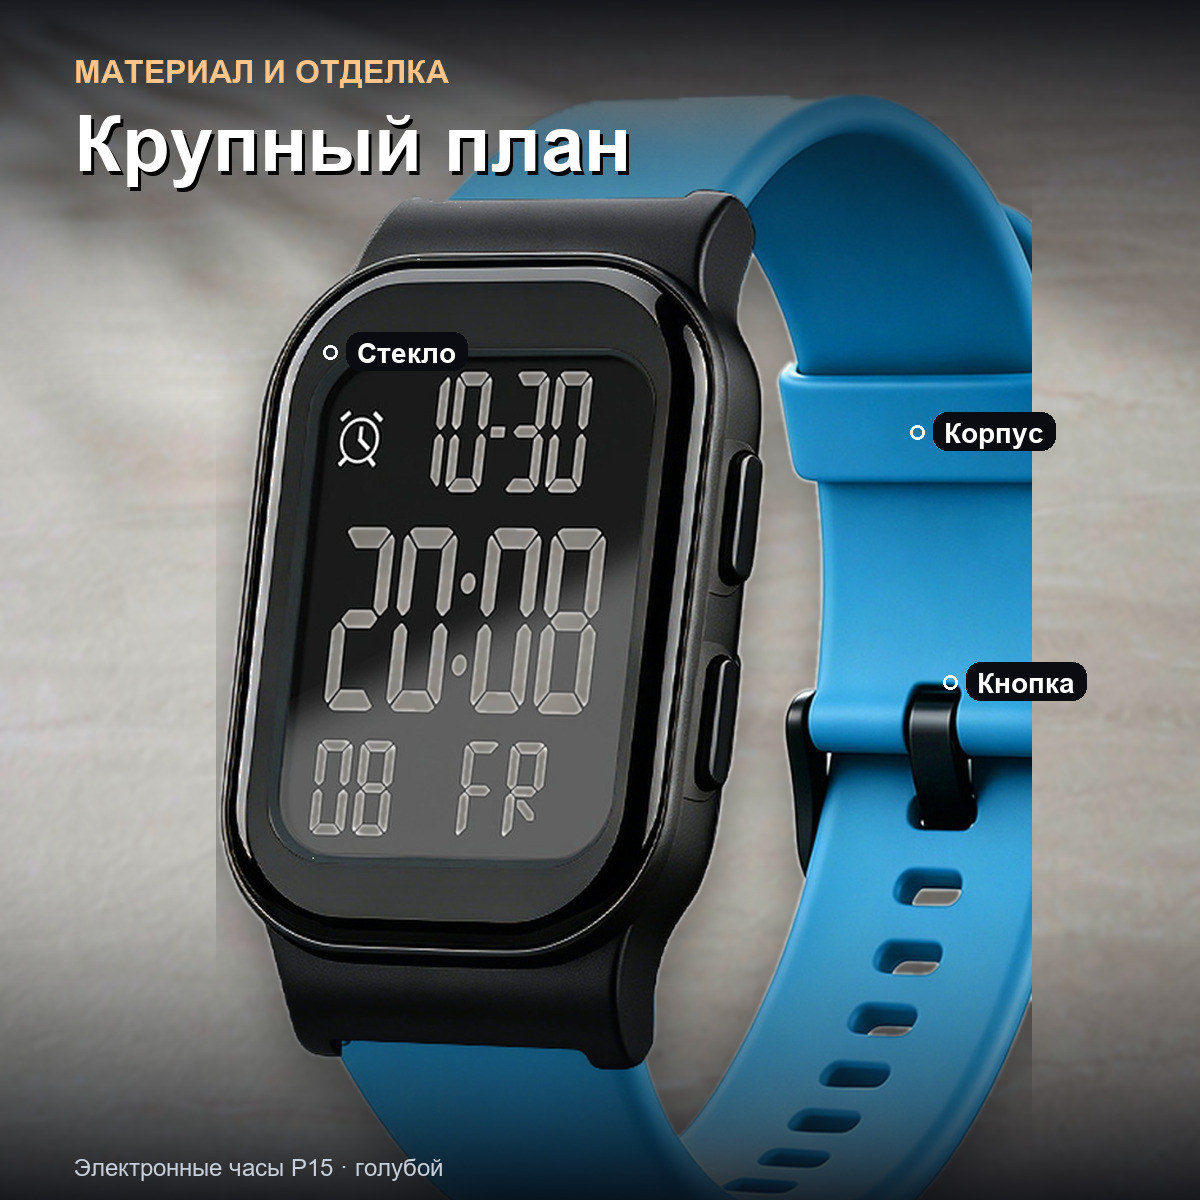 МАТЕРИАЛ И ОТДЕЛКА
Крупный план
Стекло
10-30
Корпус
20:08
Кнопка
08 FR
Электронные часы P15 · голубой